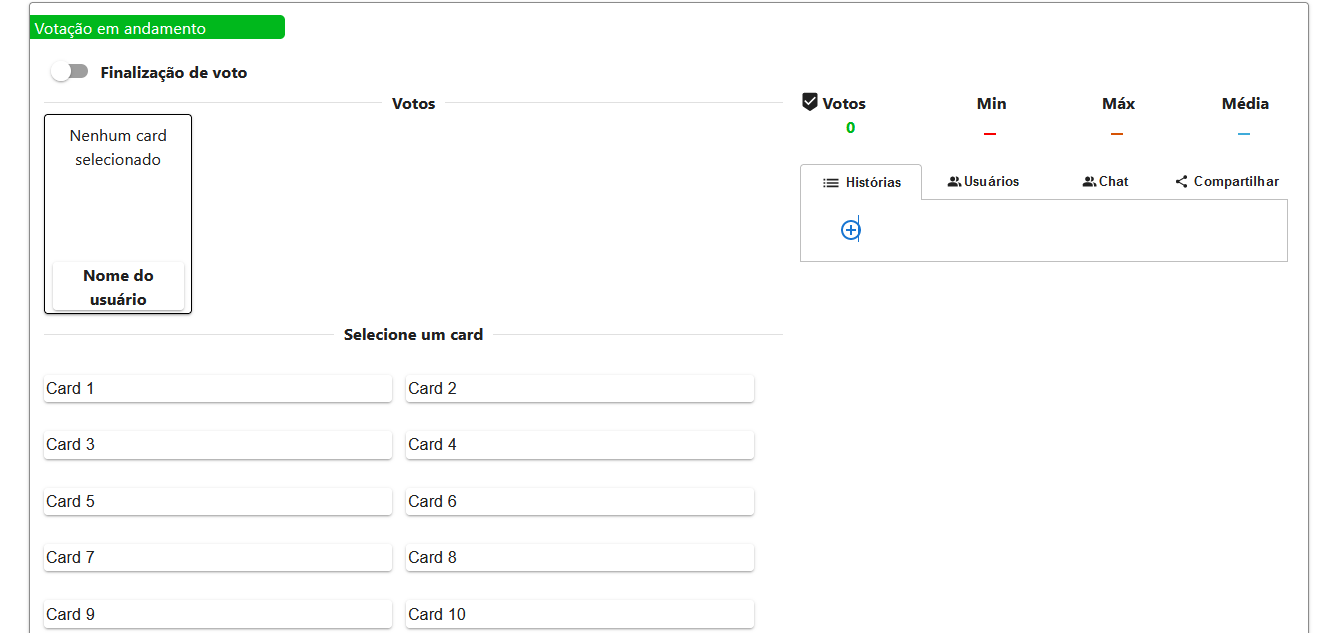 Votação em andamento
Finalização de voto
Votos
Nenhum card
selecionado
Nome do
usuário
Selecione um card
Card 1
Card 2
Card 3
Card 4
Card 5
Card 6
Card 7
Card 8
Card 9
Card 10
Votos
Min
Máx
Média
0
Histórias
Usuários
Chat
Compartilhar